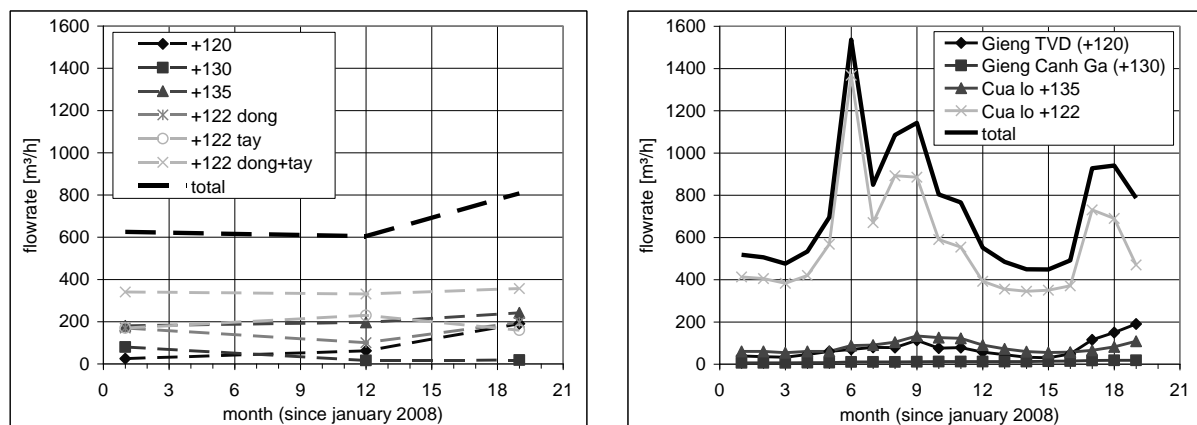 1600
1400
1200
1000
800
600
400
200
0
flowrate [m³/h]
+120
+130
+135
+122 dong
+122 tay
+122 dong+tay
total
0 3 6 9 12 15 18 21
month (since january 2008)
1600
1400
1200
1000
800
600
400
200
0
flowrate [m³/h]
Gieng TVD (+120)
Gieng Canh Ga (+130)
Cua lo +135
Cua lo +122
total
0 3 6 9 12 15 18 21
month (since january 2008)